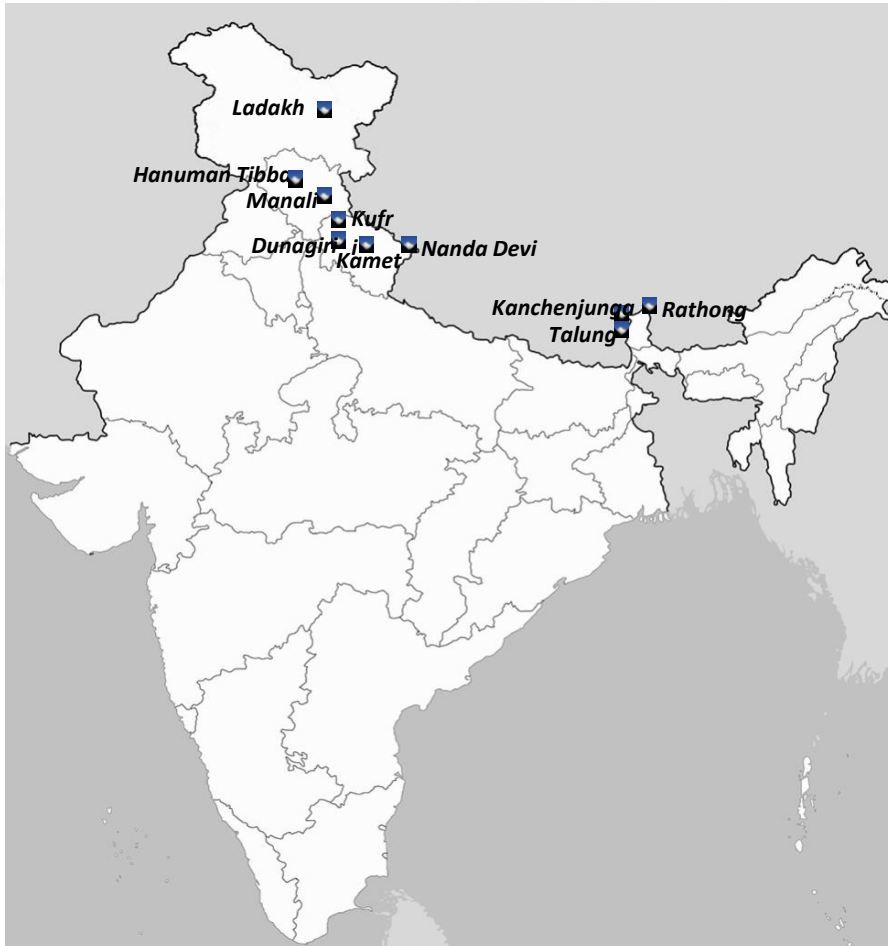 Ladakh
Hanuman Tibba
Manali
Kufr
i
Dunagiri
Kamet
Nanda Devi
Kanchenjunga
Rathong
Talung